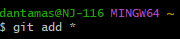 dantamas@NJ-116 MINGW64 ~
$ git add *